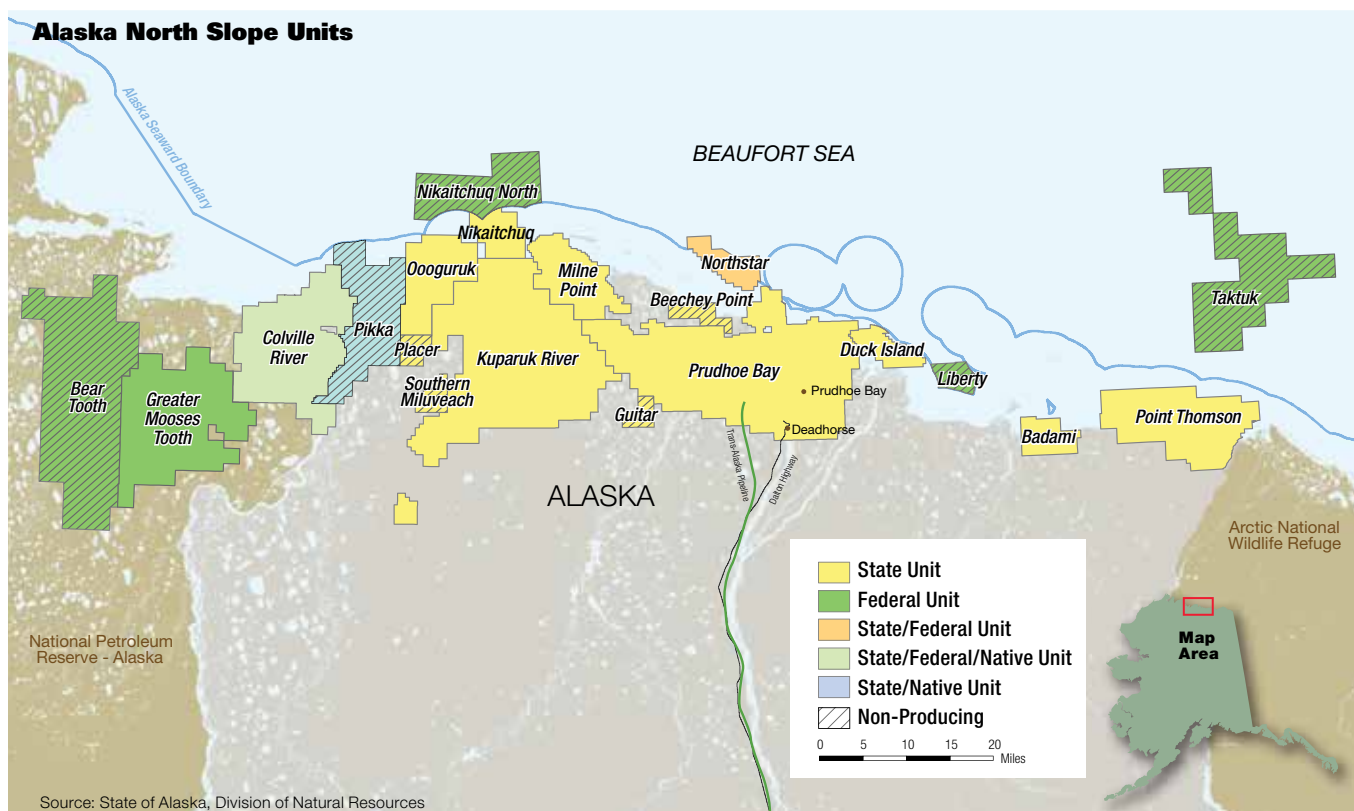 Alaska North Slope Units
Alaska Seaward Boundary
BEAUFORT SEA
Nikaitchuq North
Nikaitchuq
Oooguruk
Milne
Point
Northstar
Beechey Point
Taktuk
Colville
River
Pikka
Placer
Kuparuk River
Prudhoe Bay
Duck Island
Liberty
Bear
Tooth
Greater
Mooses
Tooth
Southern
Miluveach
Guitar
Prudhoe Bay
Deadhorse
Badami
Point Thomson
Trans-Alaska Pipeline
Dalton Highway
ALASKA
Arctic National
Wildlife Refuge
National Petroleum
Reserve - Alaska
State Unit
Federal Unit
State/Federal Unit
State/Federal/Native Unit
State/Native Unit
Non-Producing
0 5 10 15 20
Miles
Map
Area
Source: State of Alaska, Division of Natural Resources